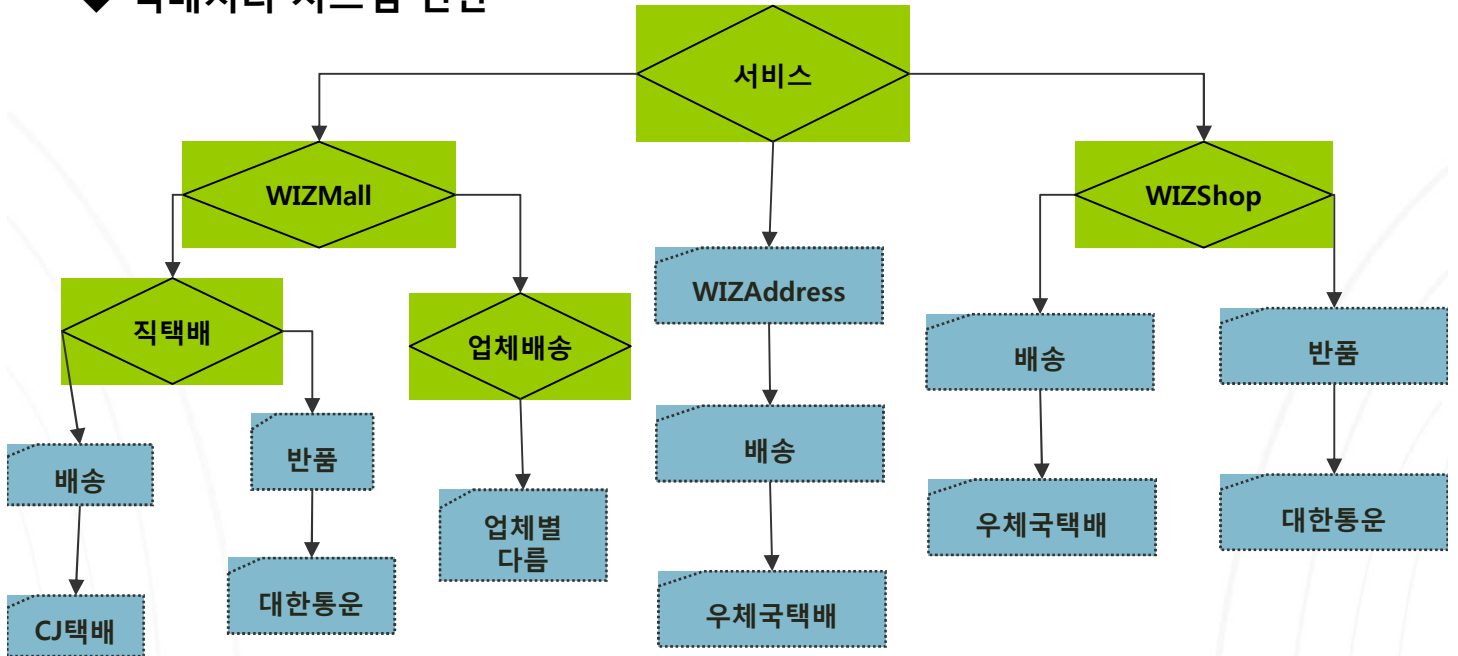 서비스
WIZMall
WIZShop
직택배
업체배송
WIZAddress
배송
반품
배송
반품
배송
업체별
다름
우체국택배
대한통운
CJ택배
대한통운
우체국택배